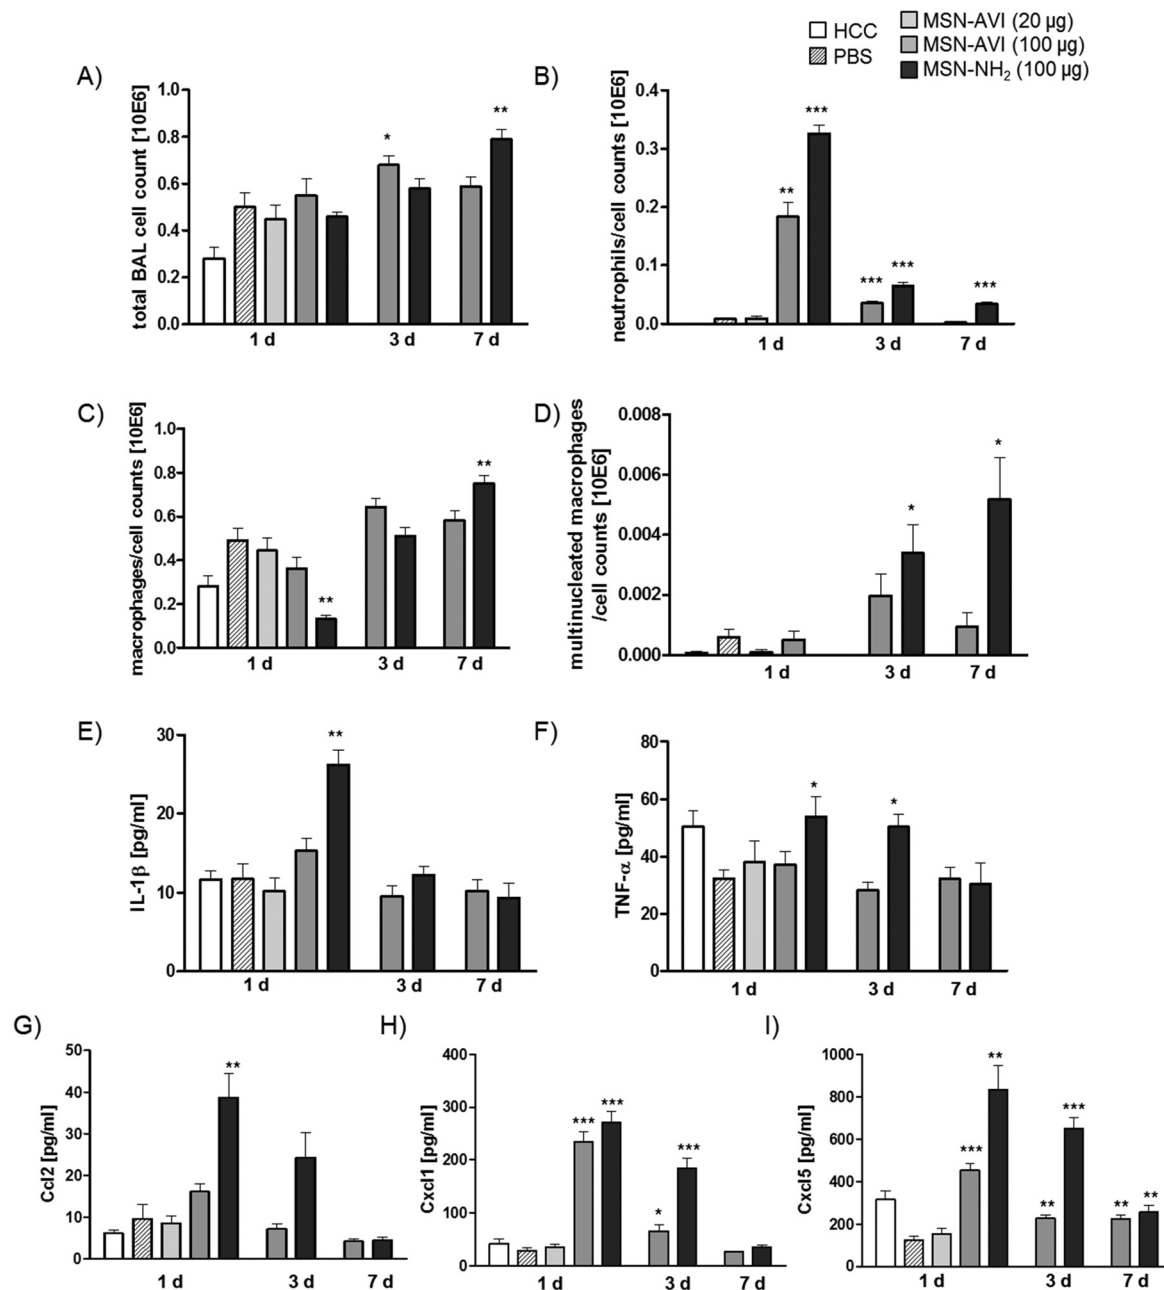 HCC
PBS
MSN-AVI (20 µg)
MSN-AVI (100 µg)
MSN-NH₂ (100 µg)
A)
total BAL cell count [10E6]
1.0
0.8
0.6
0.4
0.2
0.0
*
**
1 d
3 d
7 d
B)
neutrophils/cell counts [10E6]
0.4
0.3
0.2
0.1
0.0
**
***
***
***
***
1 d
3 d
7 d
C)
macrophages/cell counts [10E6]
1.0
0.8
0.6
0.4
0.2
0.0
**
**
1 d
3 d
7 d
D)
multinucleated macrophages
/cell counts [10E6]
0.008
0.006
0.004
0.002
0.000
*
*
1 d
3 d
7 d
E)
IL-1β [pg/ml]
30
20
10
0
**
1 d
3 d
7 d
F)
TNF-α [pg/ml]
80
60
40
20
0
*
*
1 d
3 d
7 d
G)
Ccl2 [pg/ml]
50
40
30
20
10
0
**
1 d
3 d
7 d
H)
Cxcl1 [pg/ml]
400
300
200
100
0
***
***
*
***
1 d
3 d
7 d
I)
Cxcl5 [pg/ml]
1000
800
600
400
200
0
***
**
**
***
**
**
1 d
3 d
7 d